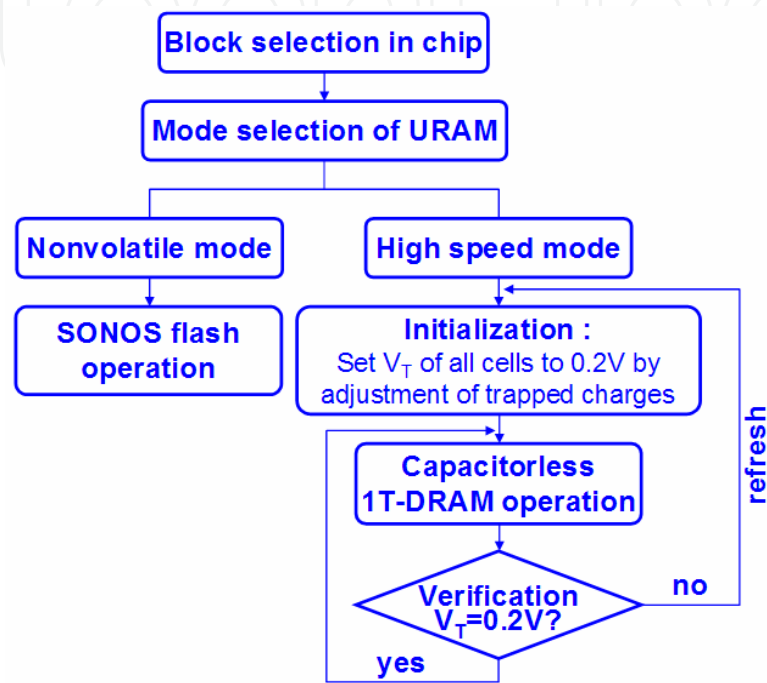 Block selection in chip
Mode selection of URAM
Nonvolatile mode
High speed mode
SONOS flash
operation
Initialization :
Set VT of all cells to 0.2V by
adjustment of trapped charges
Capacitorless
1T-DRAM operation
refresh
Verification
VT=0.2V?
no
yes